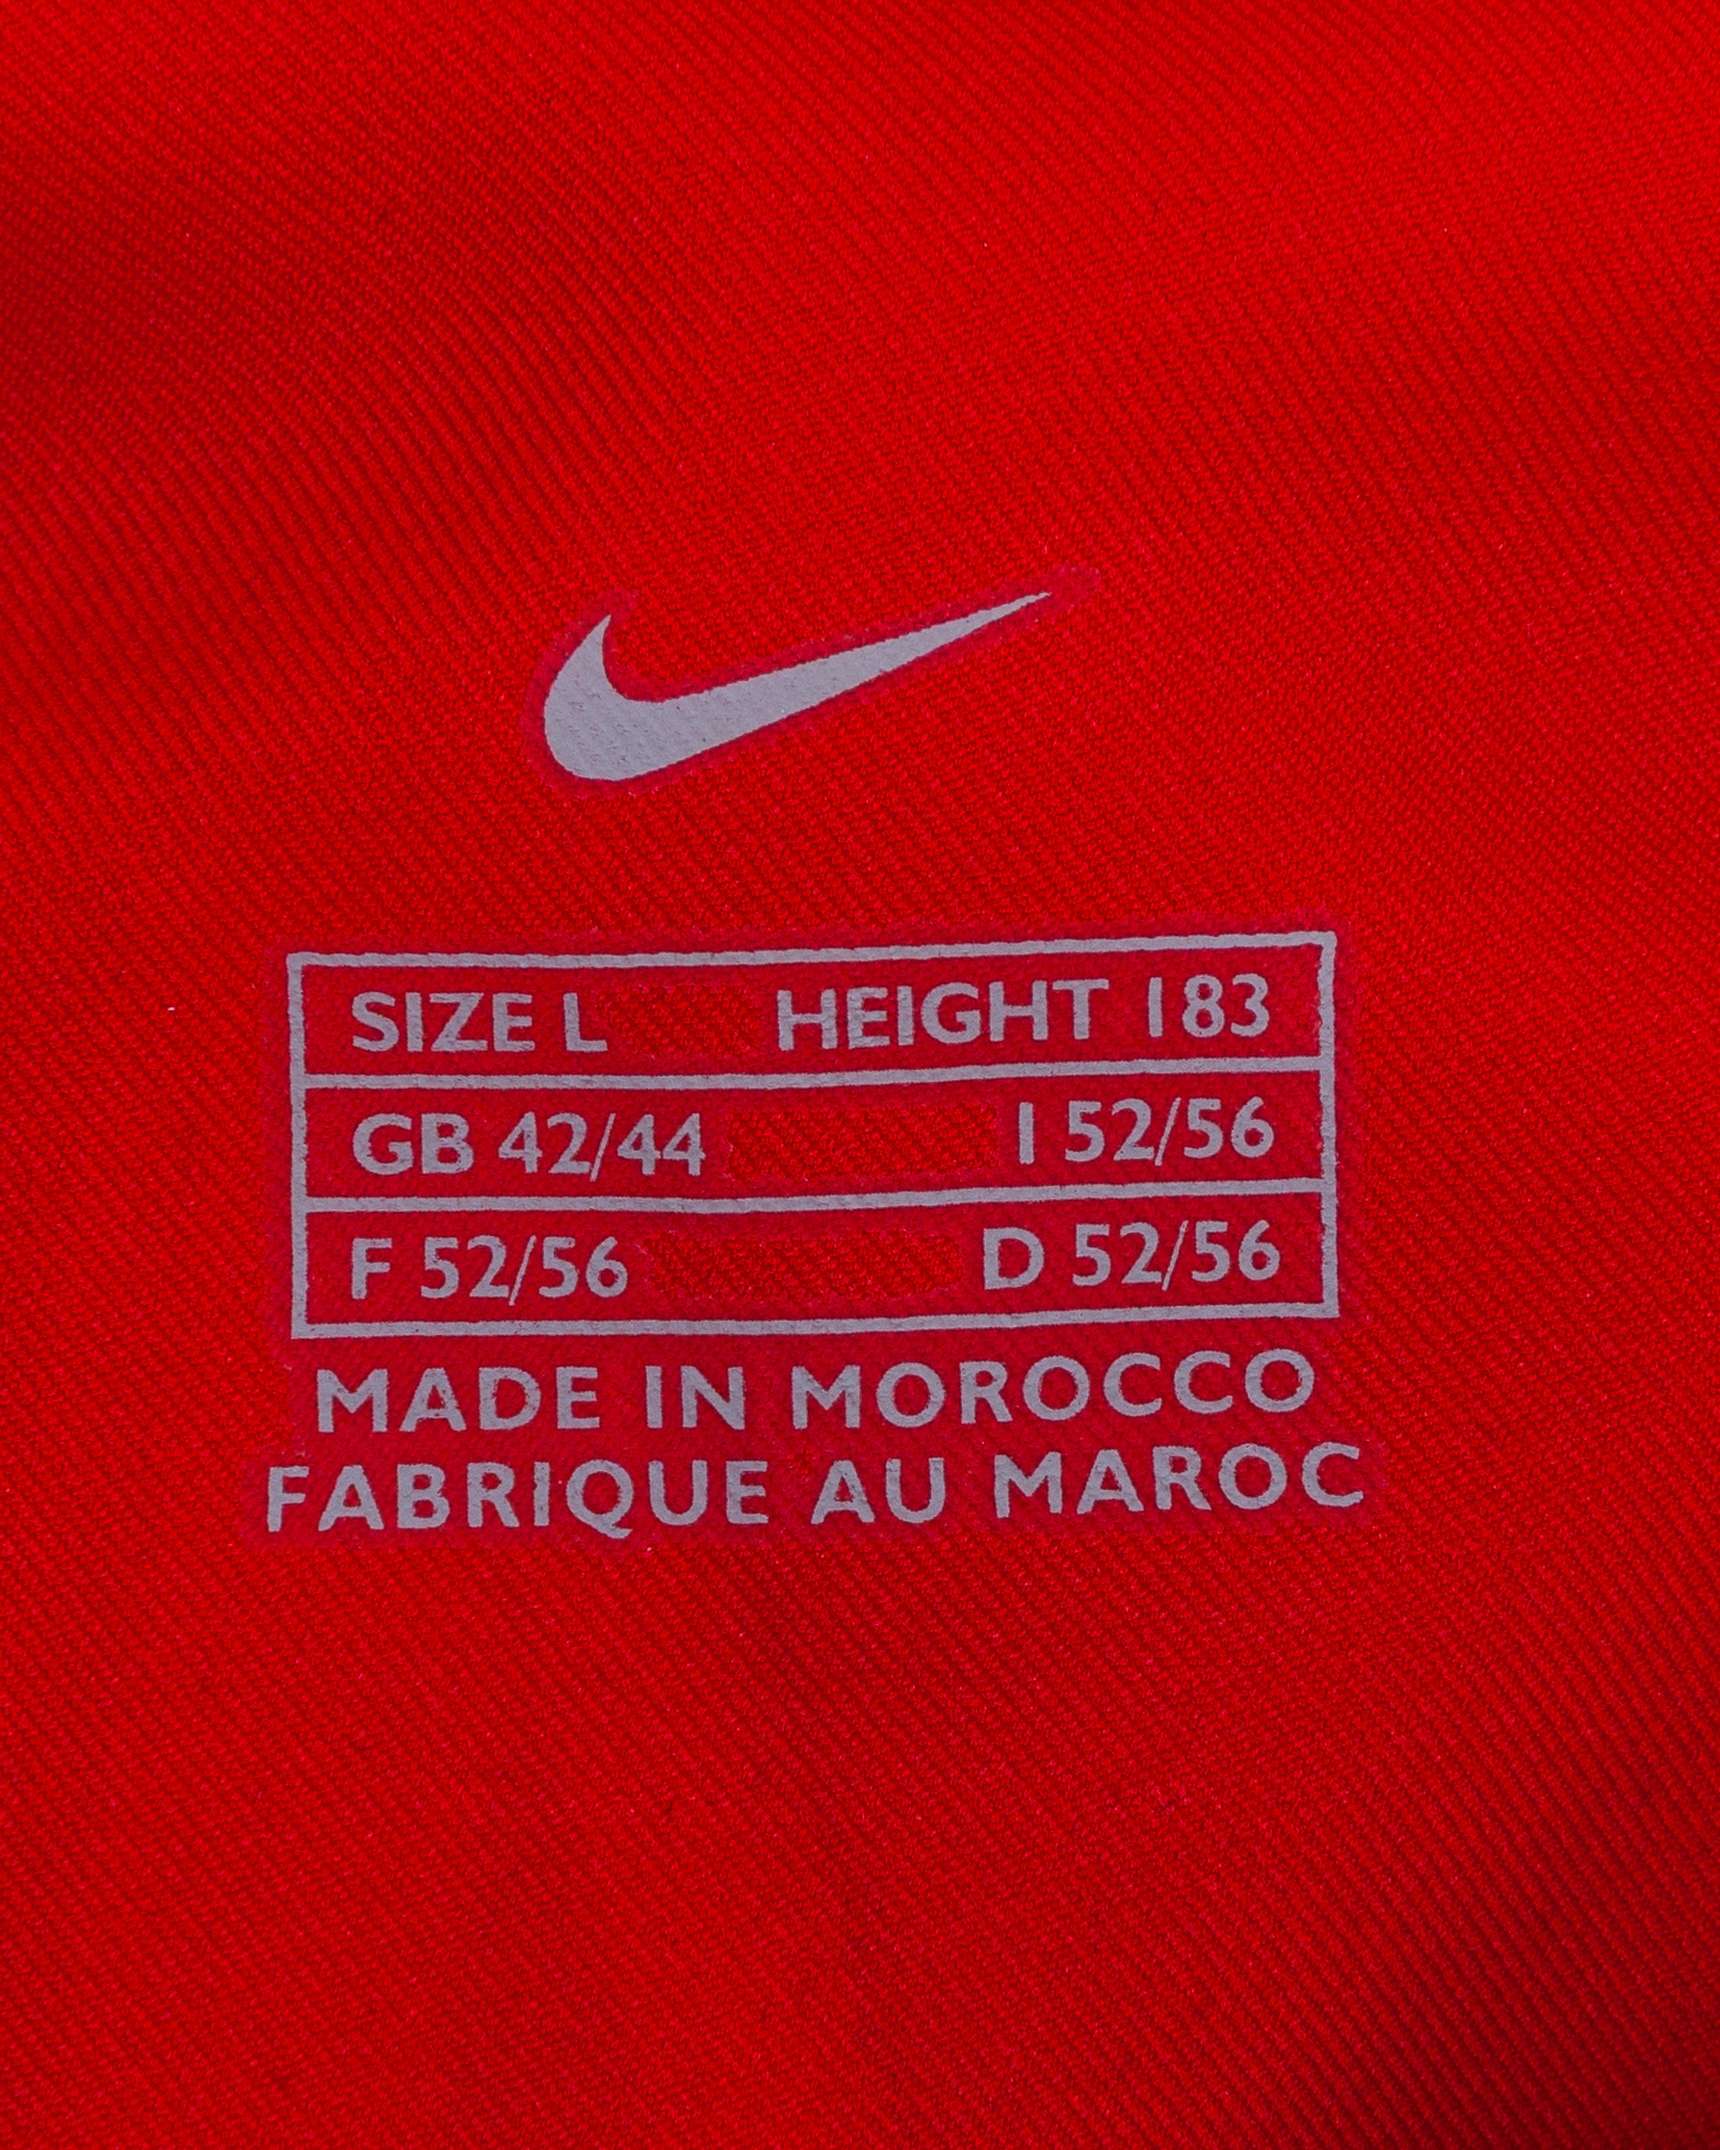 SIZE L HEIGHT 183
GB 42/44 I 52/56
F 52/56 D 52/56
MADE IN MOROCCO
FABRIQUE AU MAROC